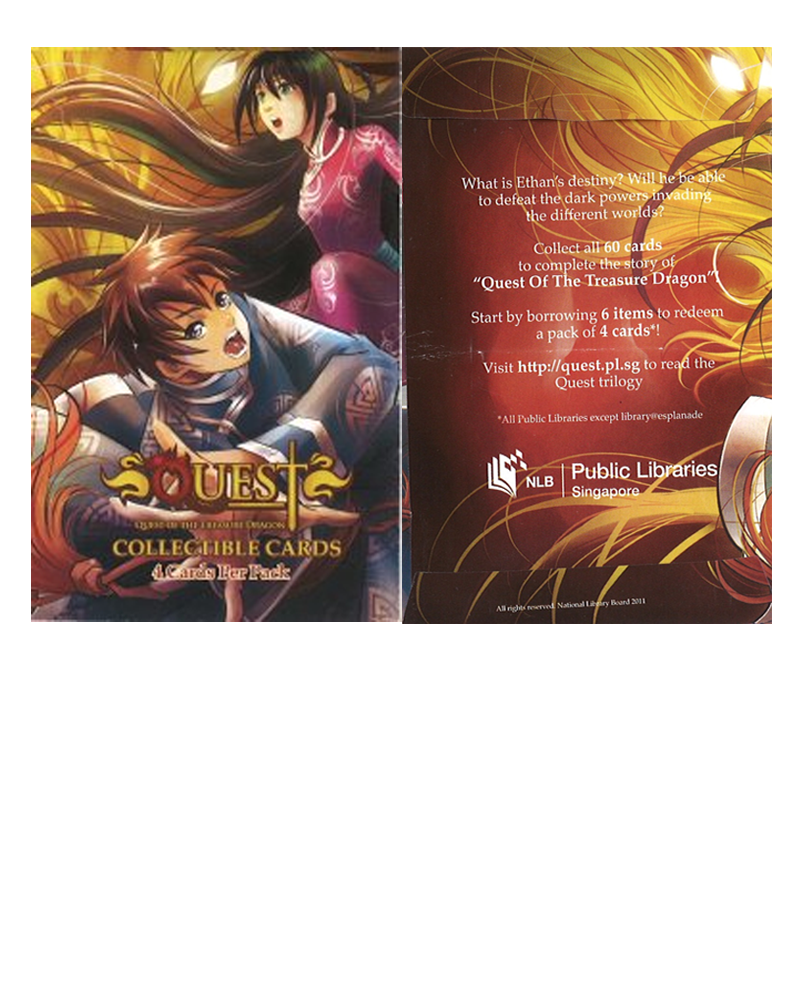 QUEST
QUEST OF THE TREASURE DRAGON
COLLECTIBLE CARDS
4 Cards Per Pack
What is Ethan's destiny? Will he be able
to defeat the dark powers invading
the different worlds?
Collect all 60 cards
to complete the story of
"Quest Of The Treasure Dragon"!
Start by borrowing 6 items to redeem
a pack of 4 cards*!
Visit http://quest.pl.sg to read the
Quest trilogy
*All Public Libraries except library@esplanade
NLB | Public Libraries
Singapore
All rights reserved. National Library Board 2011